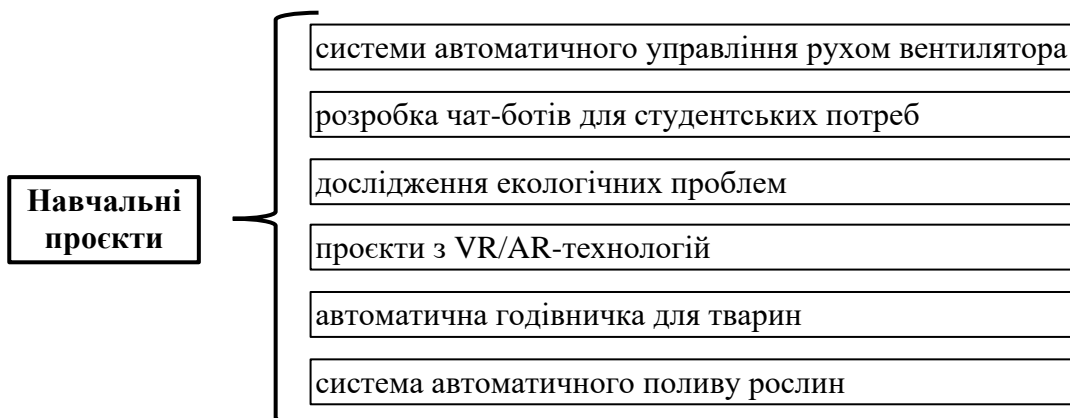 Навчальні
проєкти
системи автоматичного управління рухом вентилятора
розробка чат-ботів для студентських потреб
дослідження екологічних проблем
проєкти з VR/AR-технологій
автоматична годівничка для тварин
система автоматичного поливу рослин